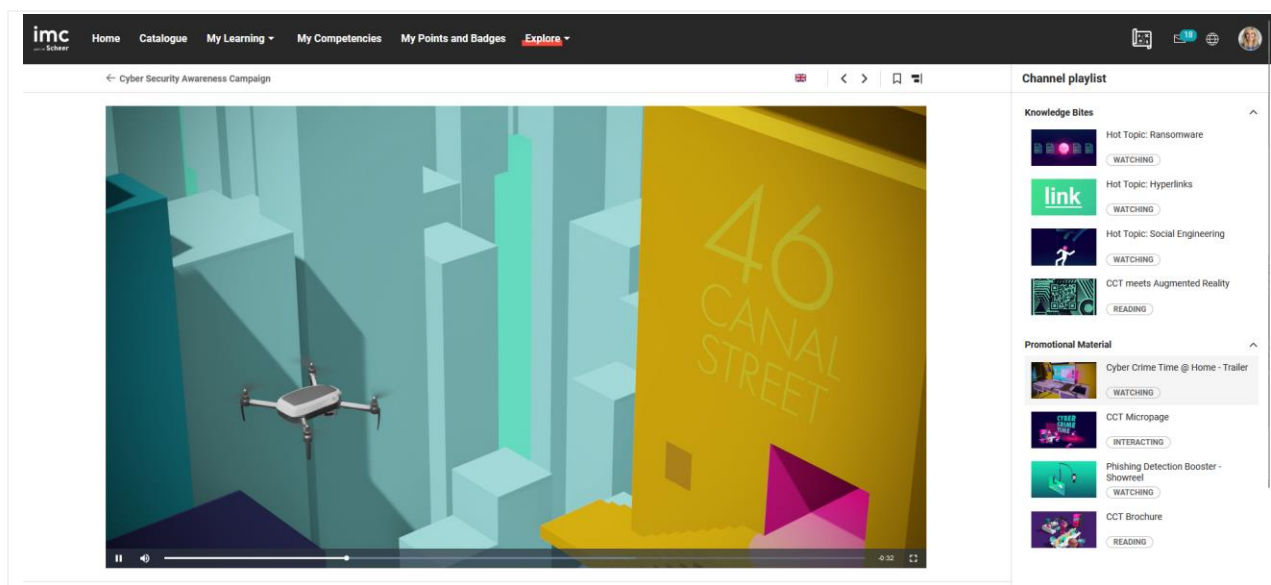 imc
Scheer
Home Catalogue My Learning My Competencies My Points and Badges Explore
18
Cyber Security Awareness Campaign
46
CANAL
STREET
-0:32
Channel playlist
Knowledge Bites
Hot Topic: Ransomware
WATCHING
link
Hot Topic: Hyperlinks
WATCHING
Hot Topic: Social Engineering
WATCHING
CCT meets Augmented Reality
READING
Promotional Material
Cyber Crime Time @ Home - Trailer
WATCHING
CYBER
CRIME
TIME
CCT Micropage
INTERACTING
Phishing Detection Booster -
Showreel
WATCHING
CCT Brochure
READING